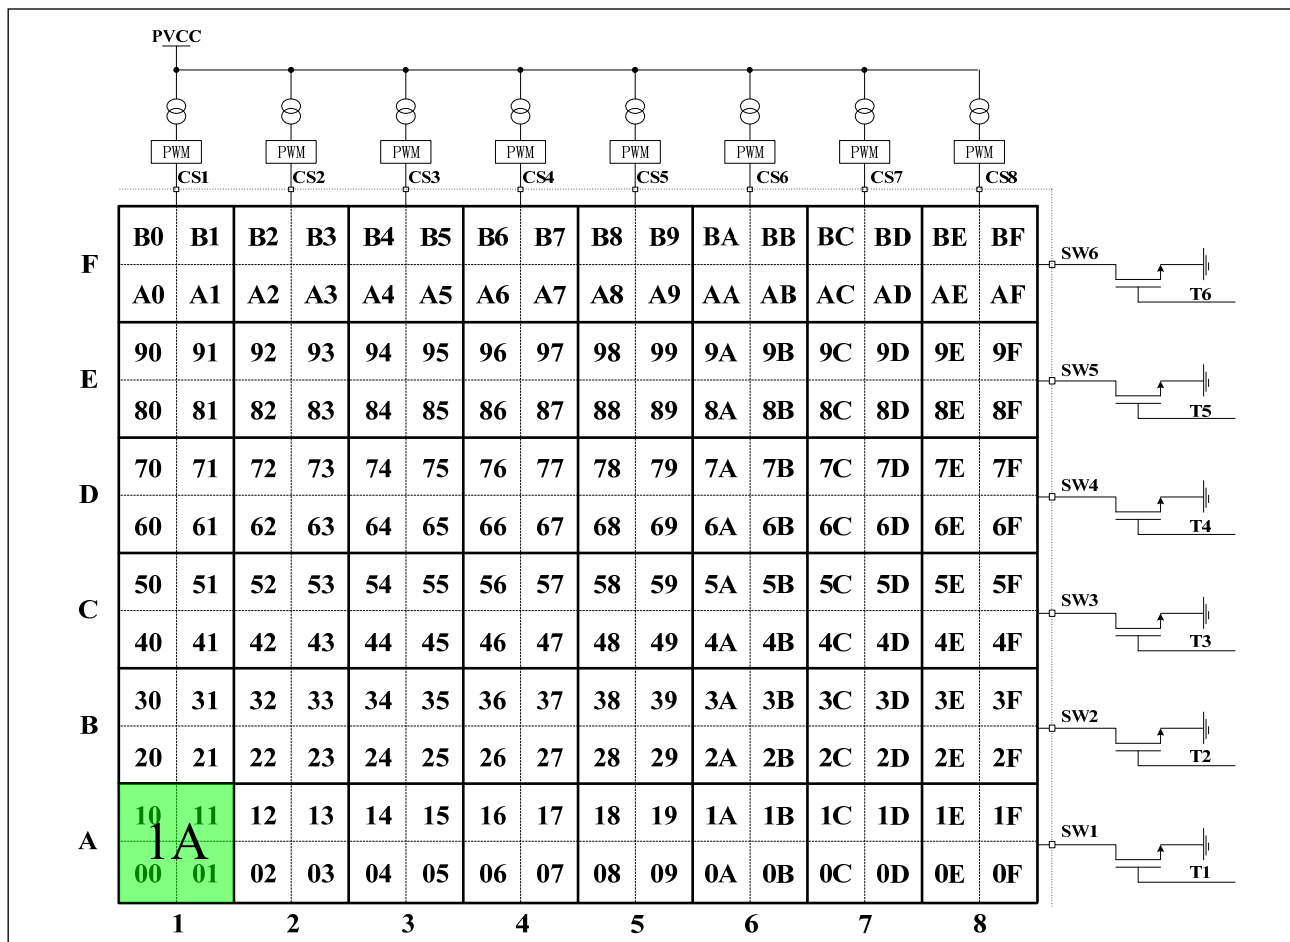 PVCC
PWM PWM PWM PWM PWM PWM PWM PWM
CS1 CS2 CS3 CS4 CS5 CS6 CS7 CS8
B0 B1 B2 B3 B4 B5 B6 B7 B8 B9 BA BB BC BD BE BF
SW6
F
A0 A1 A2 A3 A4 A5 A6 A7 A8 A9 AA AB AC AD AE AF
T6
90 91 92 93 94 95 96 97 98 99 9A 9B 9C 9D 9E 9F
SW5
E
80 81 82 83 84 85 86 87 88 89 8A 8B 8C 8D 8E 8F
T5
70 71 72 73 74 75 76 77 78 79 7A 7B 7C 7D 7E 7F
SW4
D
60 61 62 63 64 65 66 67 68 69 6A 6B 6C 6D 6E 6F
T4
50 51 52 53 54 55 56 57 58 59 5A 5B 5C 5D 5E 5F
SW3
C
40 41 42 43 44 45 46 47 48 49 4A 4B 4C 4D 4E 4F
T3
30 31 32 33 34 35 36 37 38 39 3A 3B 3C 3D 3E 3F
SW2
B
20 21 22 23 24 25 26 27 28 29 2A 2B 2C 2D 2E 2F
T2
10 11 12 13 14 15 16 17 18 19 1A 1B 1C 1D 1E 1F
SW1
A
1A
00 01 02 03 04 05 06 07 08 09 0A 0B 0C 0D 0E 0F
T1
1 2 3 4 5 6 7 8